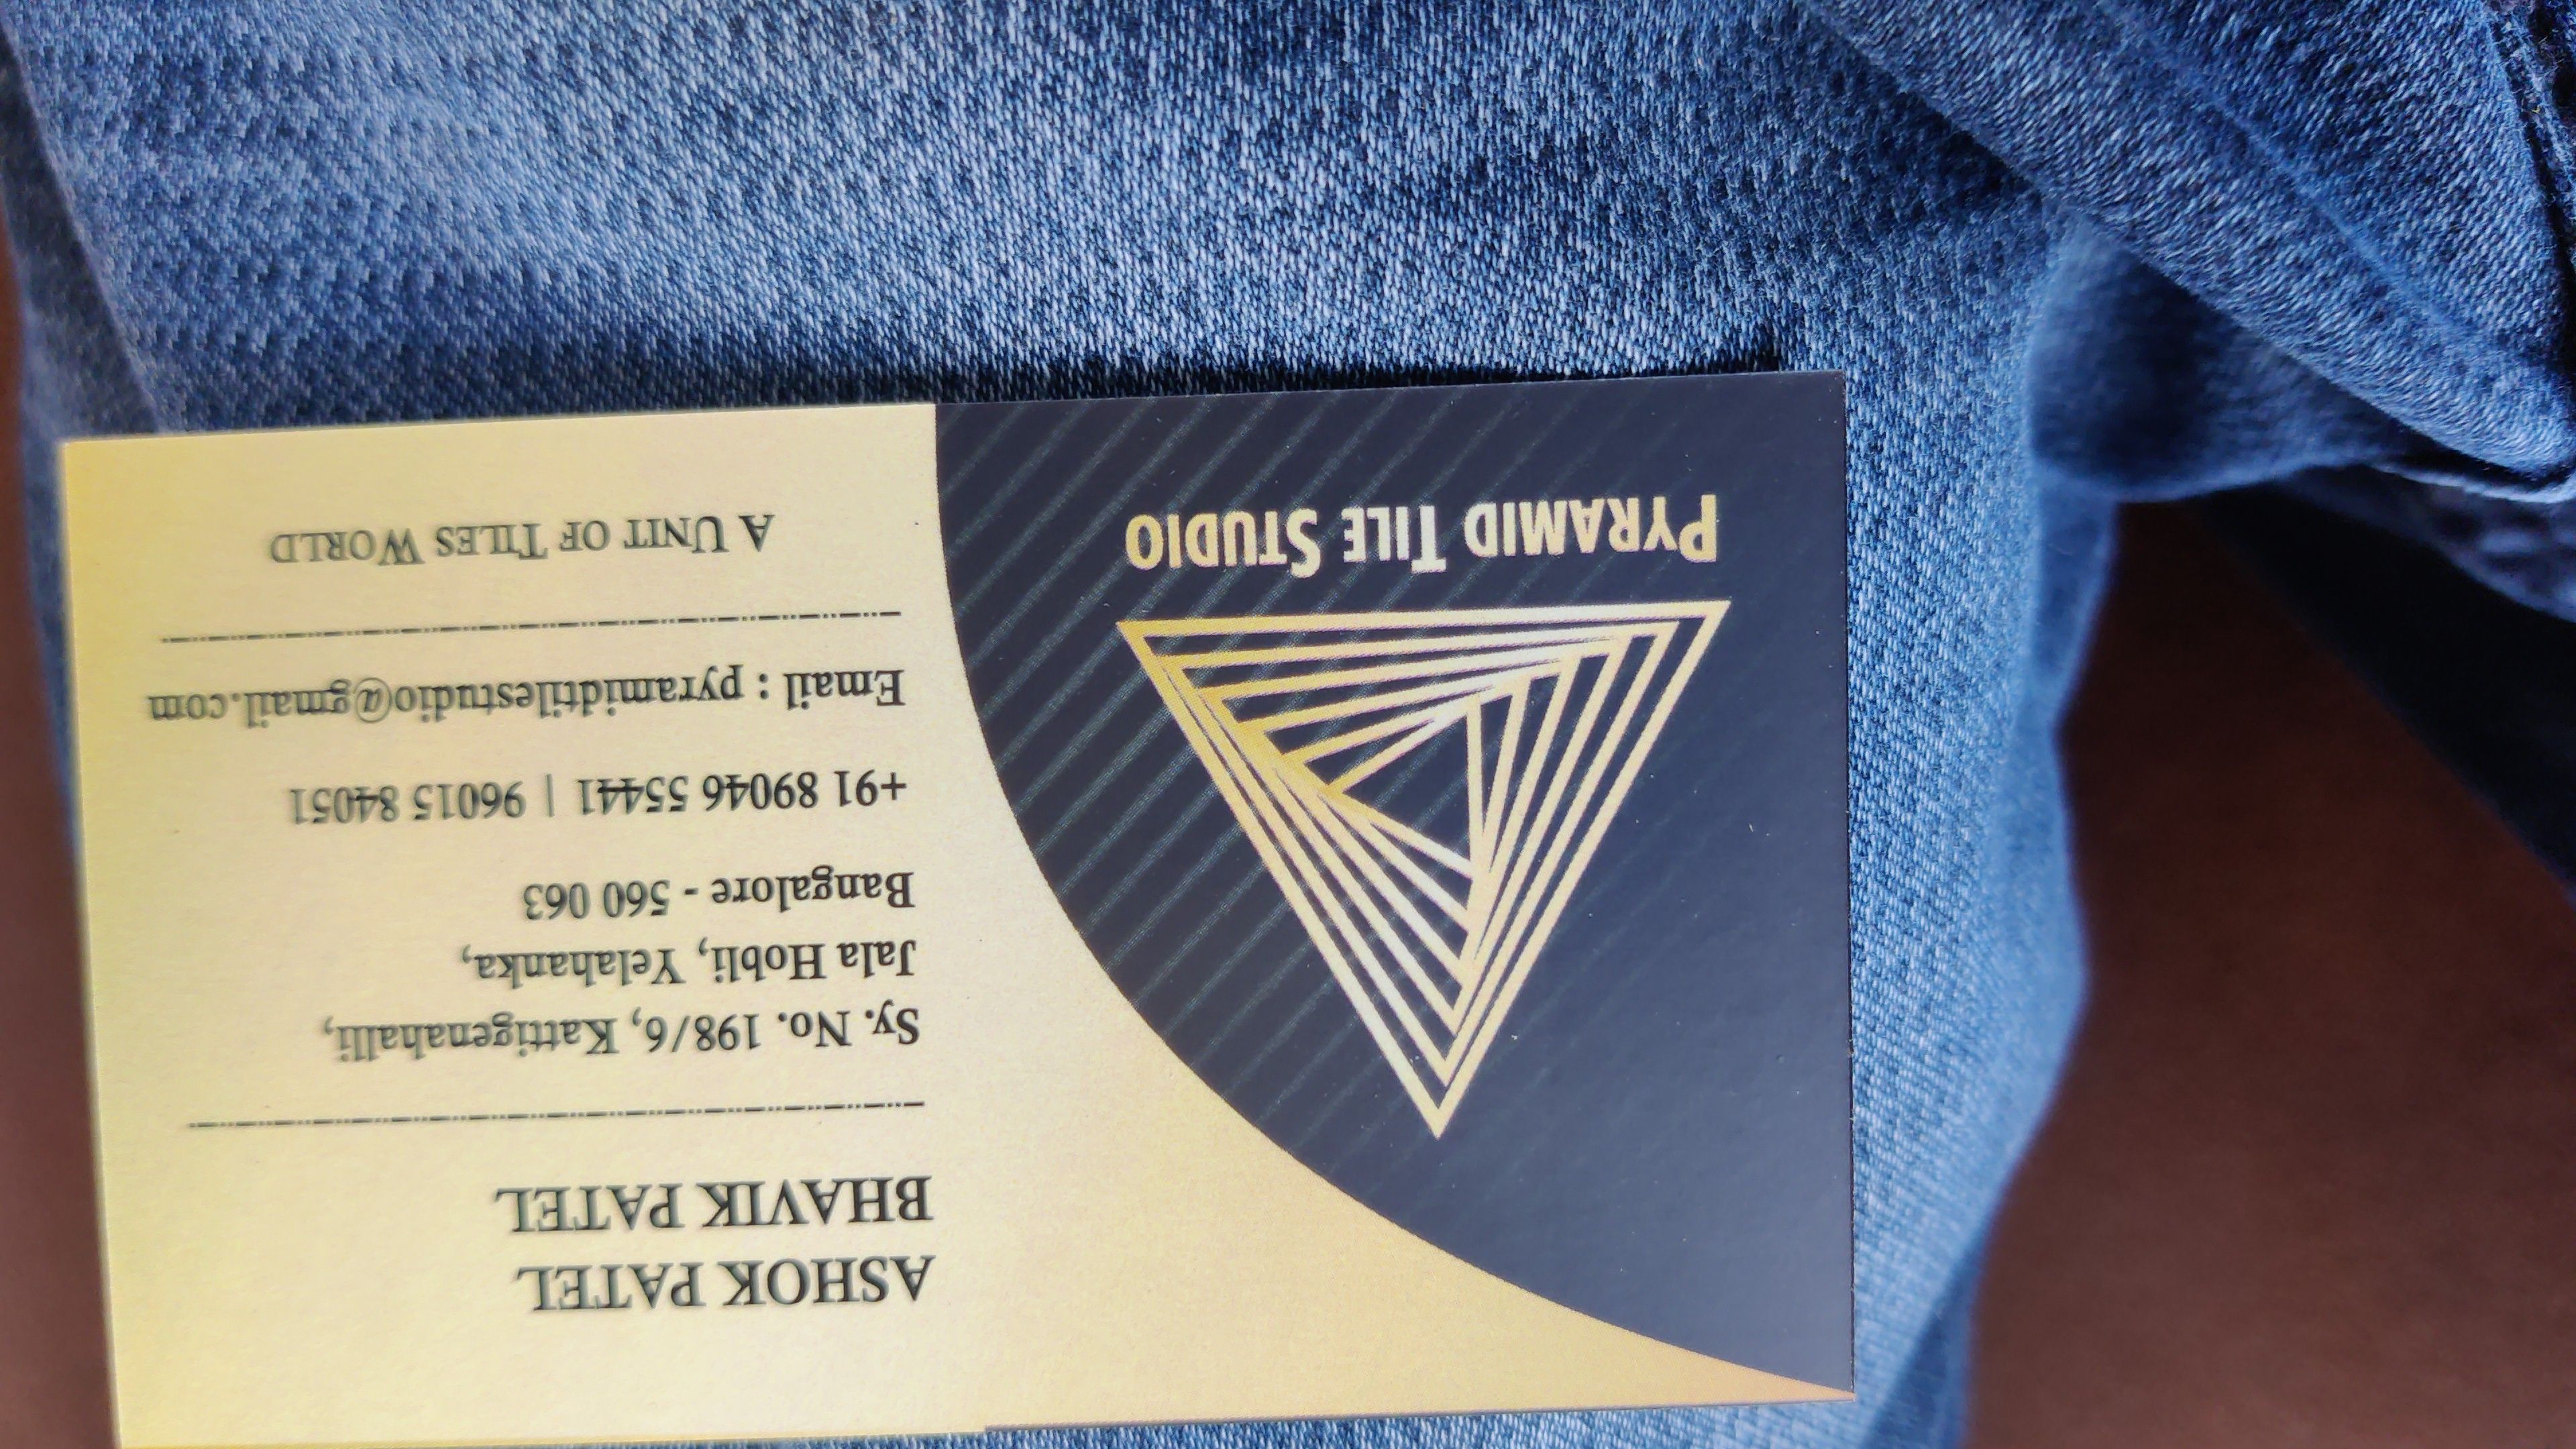 PYRAMID TILE STUDIO
ASHOK PATEL
BHAVIK PATEL
Sy. No. 198/6, Kattigenahalli,
Jala Hobli, Yelahanka,
Bangalore - 560 063
+91 89046 55441 | 96015 84051
Email : pyramidtilestudio@gmail.com
A UNIT OF TILES WORLD